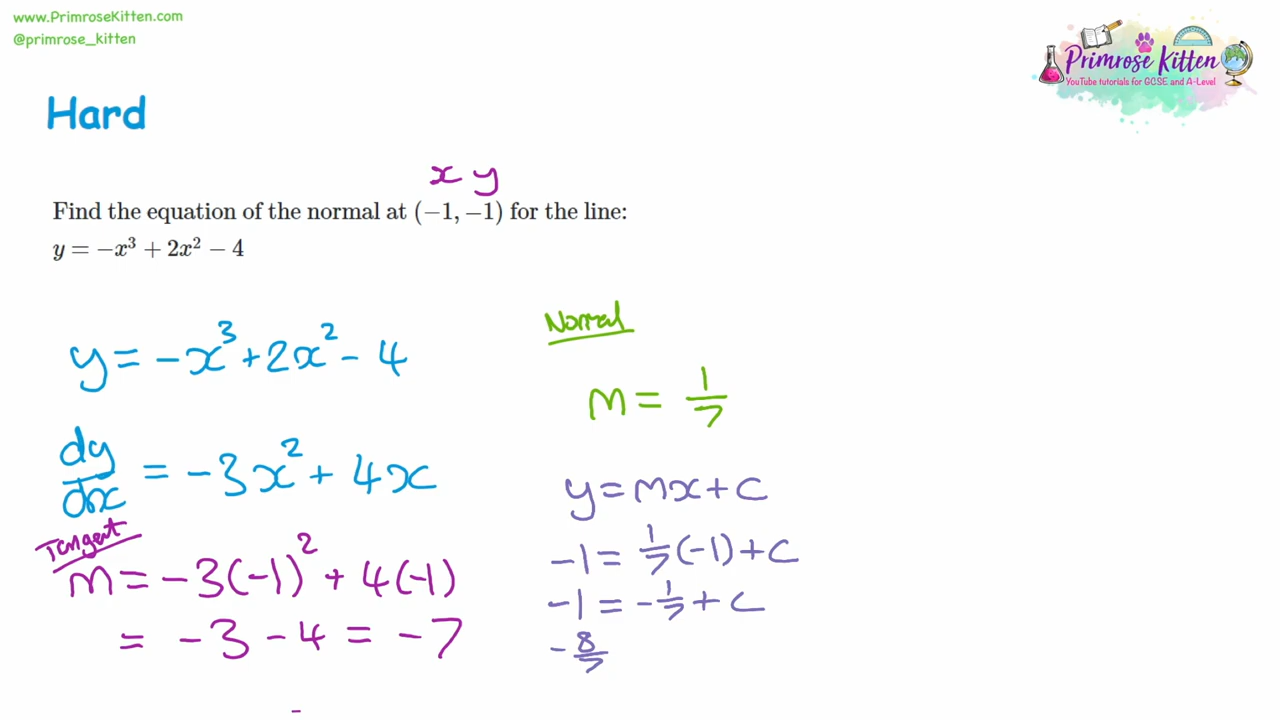 www.PrimroseKitten.com
@primrose_kitten
Primrose Kitten
YouTube tutorials for GCSE and A-Level
Hard
x y
Find the equation of the normal at (−1, −1) for the line:
y = −x³ + 2x² − 4
y = −x³ + 2x² − 4
dy/dx = −3x² + 4x
Tangent
m = −3(−1)² + 4(−1)
= −3 − 4 = −7
Normal
m = 1/7
y = mx + c
−1 = 1/7(−1) + c
−1 = −1/7 + c
−8/7